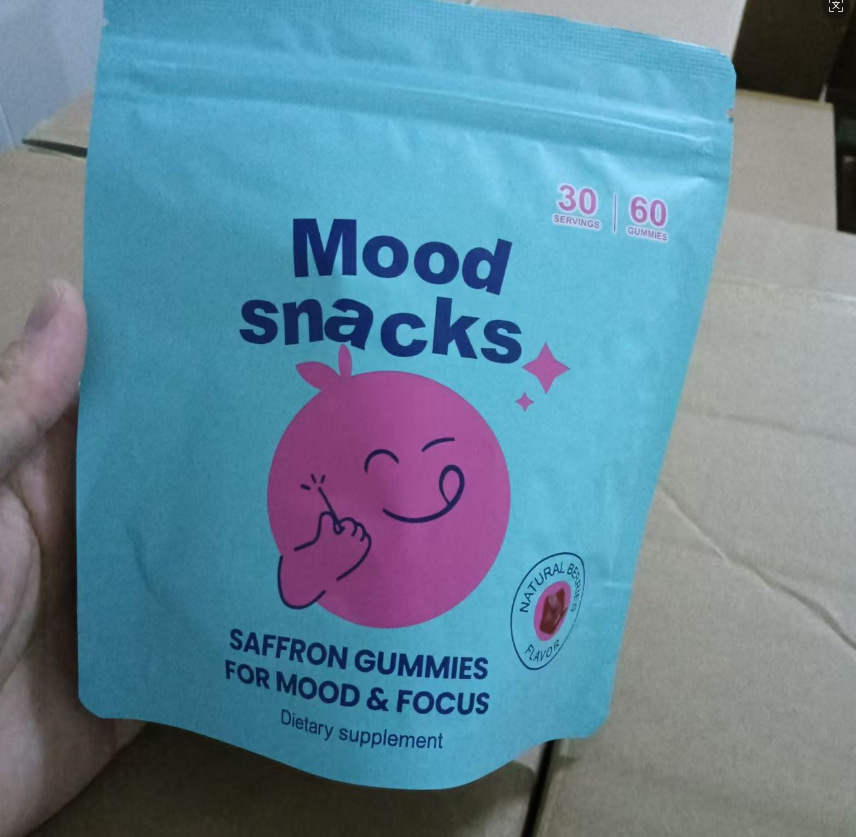 30
SERVINGS
60
GUMMIES
Mood
snacks
NATURAL BERRIES
FLAVOR
SAFFRON GUMMIES
FOR MOOD & FOCUS
Dietary supplement